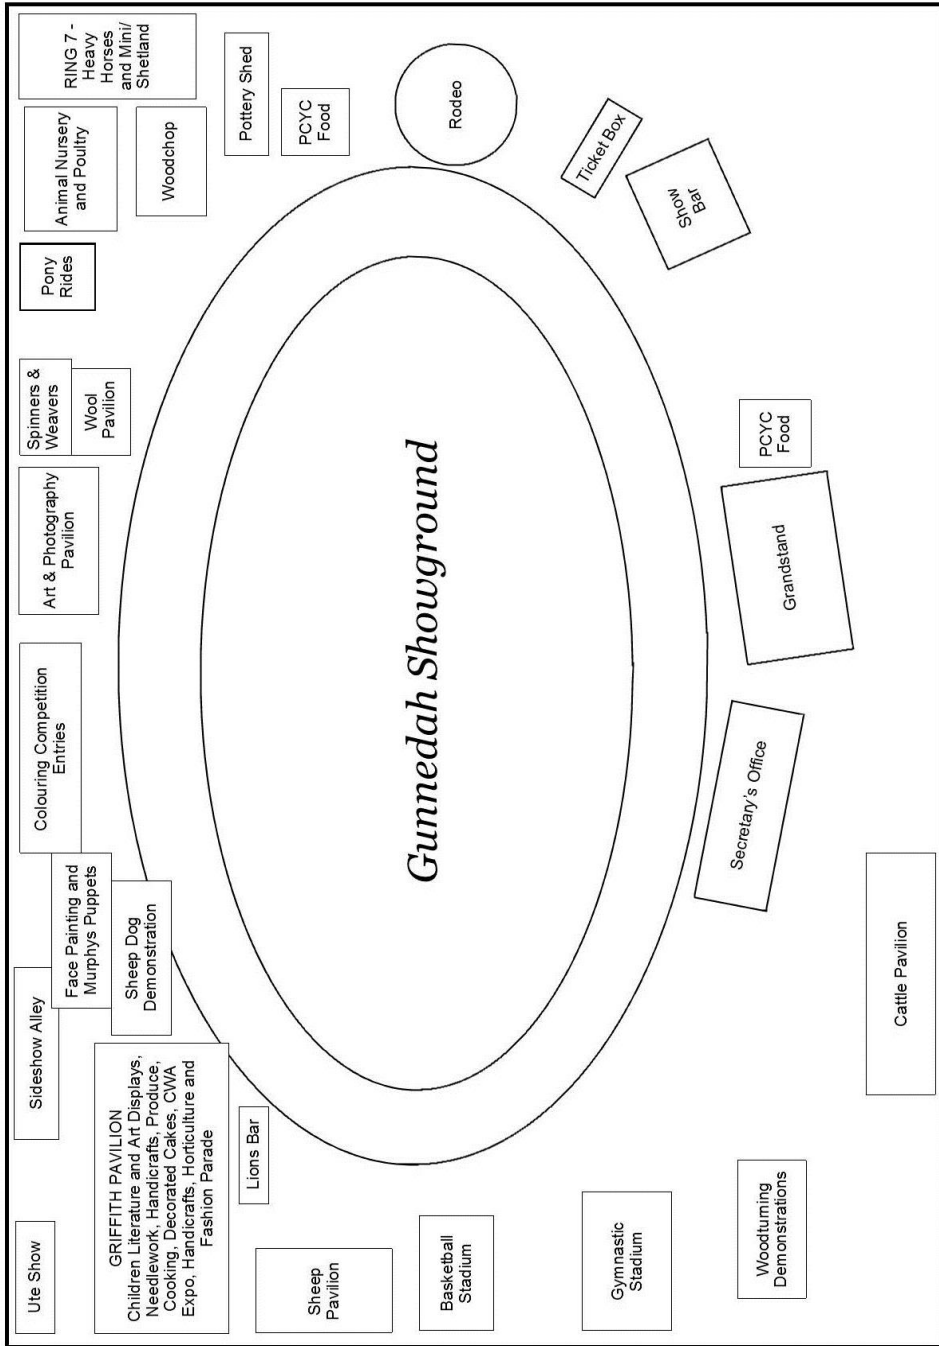 Ute Show
Sideshow Alley
Face Painting and
Murphys Puppets
Colouring Competition
Entries
Art & Photography
Pavilion
Spinners &
Weavers
Wool
Pavilion
Pony
Rides
Animal Nursery
and Poultry
RING 7 -
Heavy
Horses
and Mini/
Shetland
GRIFFITH PAVILION
Children Literature and Art Displays,
Needlework, Handicrafts, Produce,
Cooking, Decorated Cakes, CWA
Expo, Handicrafts, Horticulture and
Fashion Parade
Sheep Dog
Demonstration
Woodchop
Lions Bar
Pottery Shed
Sheep
Pavilion
PCYC
Food
Basketball
Stadium
Gunnedah Showground
Rodeo
Gymnastic
Stadium
Ticket Box
Show
Bar
Woodturning
Demonstrations
Secretary's Office
Grandstand
PCYC
Food
Cattle Pavilion